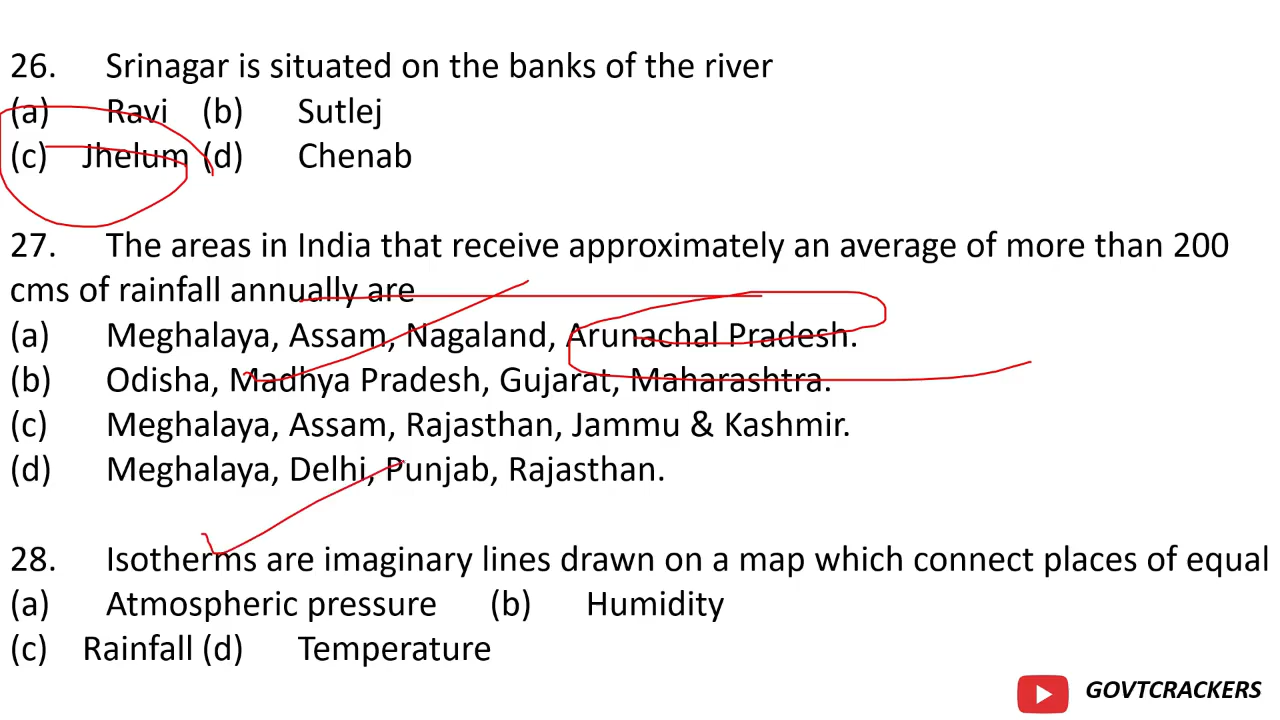 26. Srinagar is situated on the banks of the river
(a) Ravi (b) Sutlej
(c) Jhelum (d) Chenab
27. The areas in India that receive approximately an average of more than 200
cms of rainfall annually are
(a) Meghalaya, Assam, Nagaland, Arunachal Pradesh.
(b) Odisha, Madhya Pradesh, Gujarat, Maharashtra.
(c) Meghalaya, Assam, Rajasthan, Jammu & Kashmir.
(d) Meghalaya, Delhi, Punjab, Rajasthan.
28. Isotherms are imaginary lines drawn on a map which connect places of equal
(a) Atmospheric pressure (b) Humidity
(c) Rainfall (d) Temperature
GOVTCRACKERS